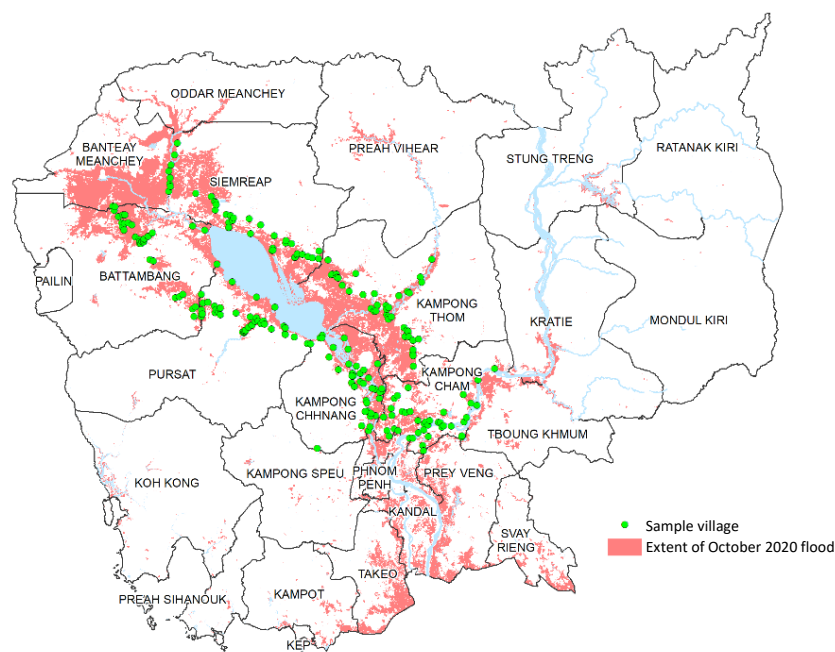 ODDAR MEANCHEY
BANTEAY
MEANCHEY
PREAH VIHEAR
STUNG TRENG
RATANAK KIRI
SIEMREAP
BATTAMBANG
PAILIN
KAMPONG
THOM
KRATIE
MONDUL KIRI
PURSAT
KAMPONG
CHAM
KAMPONG
CHHNANG
TBOUNG KHMUM
KOH KONG
KAMPONG SPEU
PHNOM
PENH
PREY VENG
KANDAL
SVAY
RIENG
Sample village
Extent of October 2020 flood
TAKEO
PREAH SIHANOUK
KAMPOT
KEP